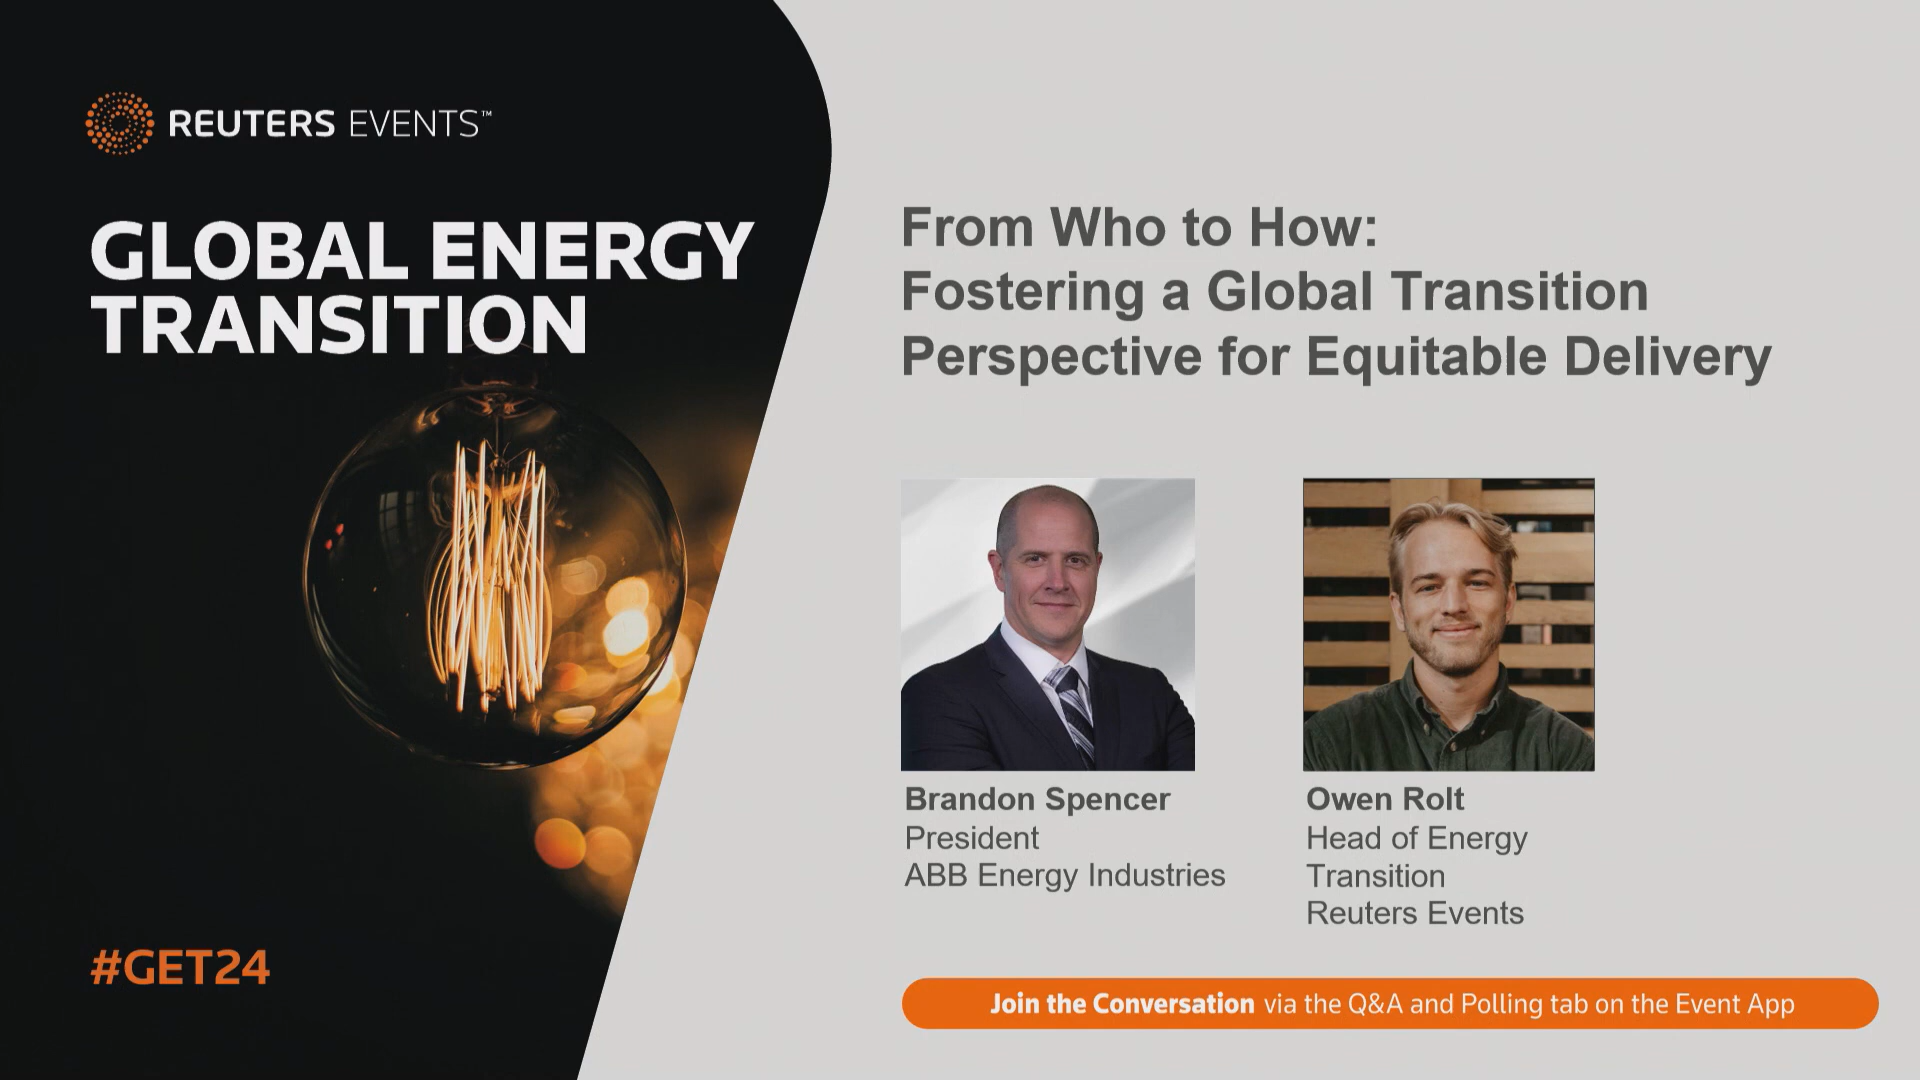 REUTERS EVENTS™
GLOBAL ENERGY
TRANSITION
#GET24
From Who to How:
Fostering a Global Transition
Perspective for Equitable Delivery
Brandon Spencer
President
ABB Energy Industries
Owen Rolt
Head of Energy
Transition
Reuters Events
Join the Conversation via the Q&A and Polling tab on the Event App